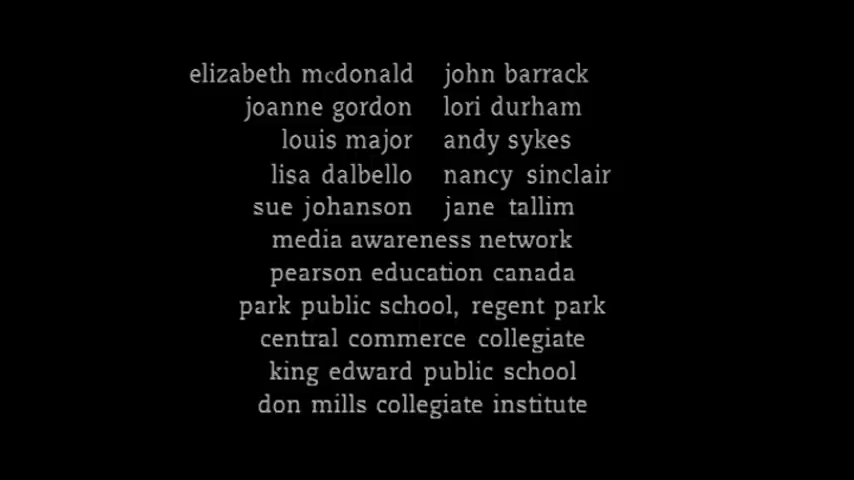 elizabeth mcdonald john barrack
joanne gordon lori durham
louis major andy sykes
lisa dalbello nancy sinclair
sue johanson jane tallim
media awareness network
pearson education canada
park public school, regent park
central commerce collegiate
king edward public school
don mills collegiate institute